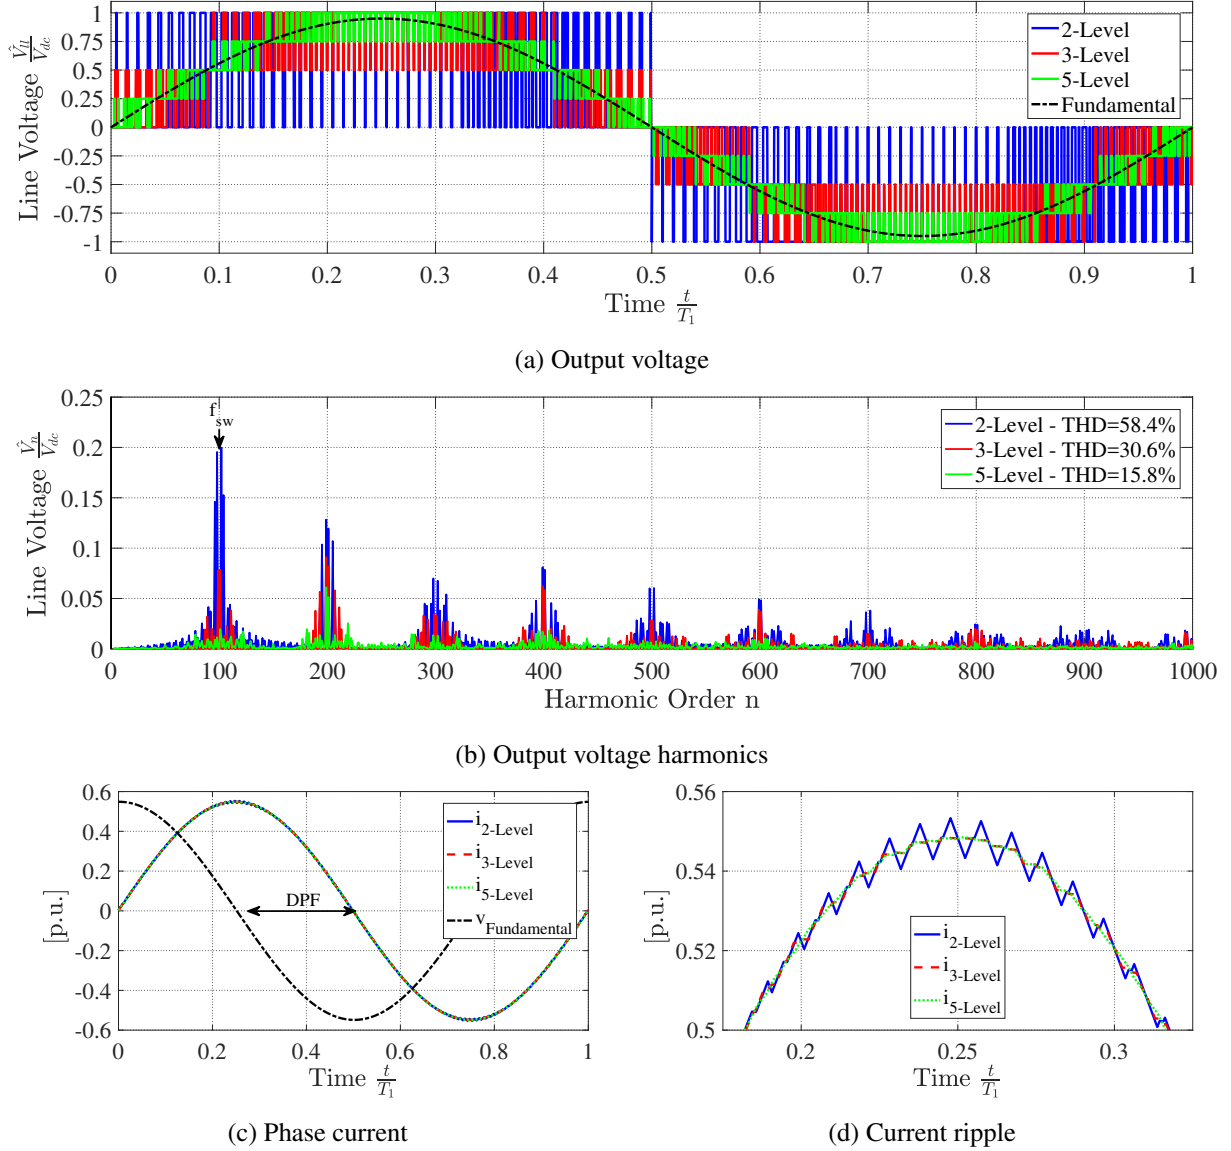 Line Voltage V̂ll/Vdc
1
0.75
0.5
0.25
0
-0.25
-0.5
-0.75
-1
2-Level
3-Level
5-Level
Fundamental
0 0.1 0.2 0.3 0.4 0.5 0.6 0.7 0.8 0.9 1
Time t/T1
(a) Output voltage
Line Voltage V̂n/Vdc
0.25
0.2
0.15
0.1
0.05
0
fsw
2-Level - THD=58.4%
3-Level - THD=30.6%
5-Level - THD=15.8%
0 100 200 300 400 500 600 700 800 900 1000
Harmonic Order n
(b) Output voltage harmonics
[p.u.]
0.6
0.4
0.2
0
-0.2
-0.4
-0.6
i2-Level
i3-Level
i5-Level
vFundamental
DPF
0 0.2 0.4 0.6 0.8 1
Time t/T1
(c) Phase current
[p.u.]
0.56
0.54
0.52
0.5
i2-Level
i3-Level
i5-Level
0.2 0.25 0.3
Time t/T1
(d) Current ripple